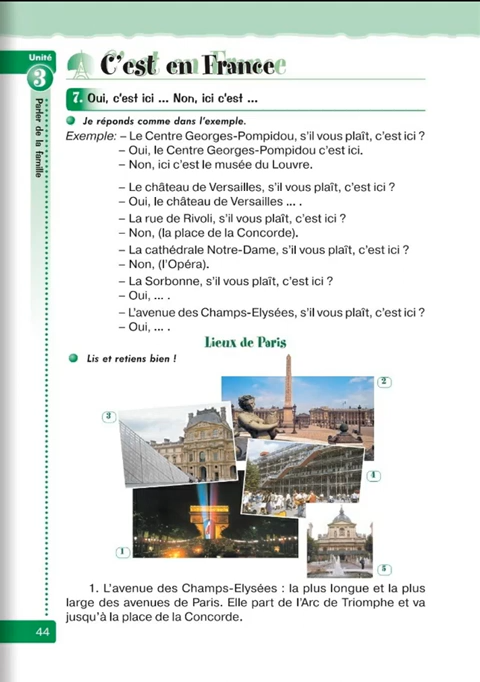 Unité
3
Parler de la famille
C'est en France
7. Oui, c'est ici ... Non, ici c'est ...
Je réponds comme dans l'exemple.
Exemple: – Le Centre Georges-Pompidou, s'il vous plaît, c'est ici ?
– Oui, le Centre Georges-Pompidou c'est ici.
– Non, ici c'est le musée du Louvre.
– Le château de Versailles, s'il vous plaît, c'est ici ?
– Oui, le château de Versailles ... .
– La rue de Rivoli, s'il vous plaît, c'est ici ?
– Non, (la place de la Concorde).
– La cathédrale Notre-Dame, s'il vous plaît, c'est ici ?
– Non, (l'Opéra).
– La Sorbonne, s'il vous plaît, c'est ici ?
– Oui, ... .
– L'avenue des Champs-Elysées, s'il vous plaît, c'est ici ?
– Oui, ... .
Lieux de Paris
Lis et retiens bien !
2
3
4
1
5
1. L'avenue des Champs-Elysées : la plus longue et la plus
large des avenues de Paris. Elle part de l'Arc de Triomphe et va
jusqu'à la place de la Concorde.
44